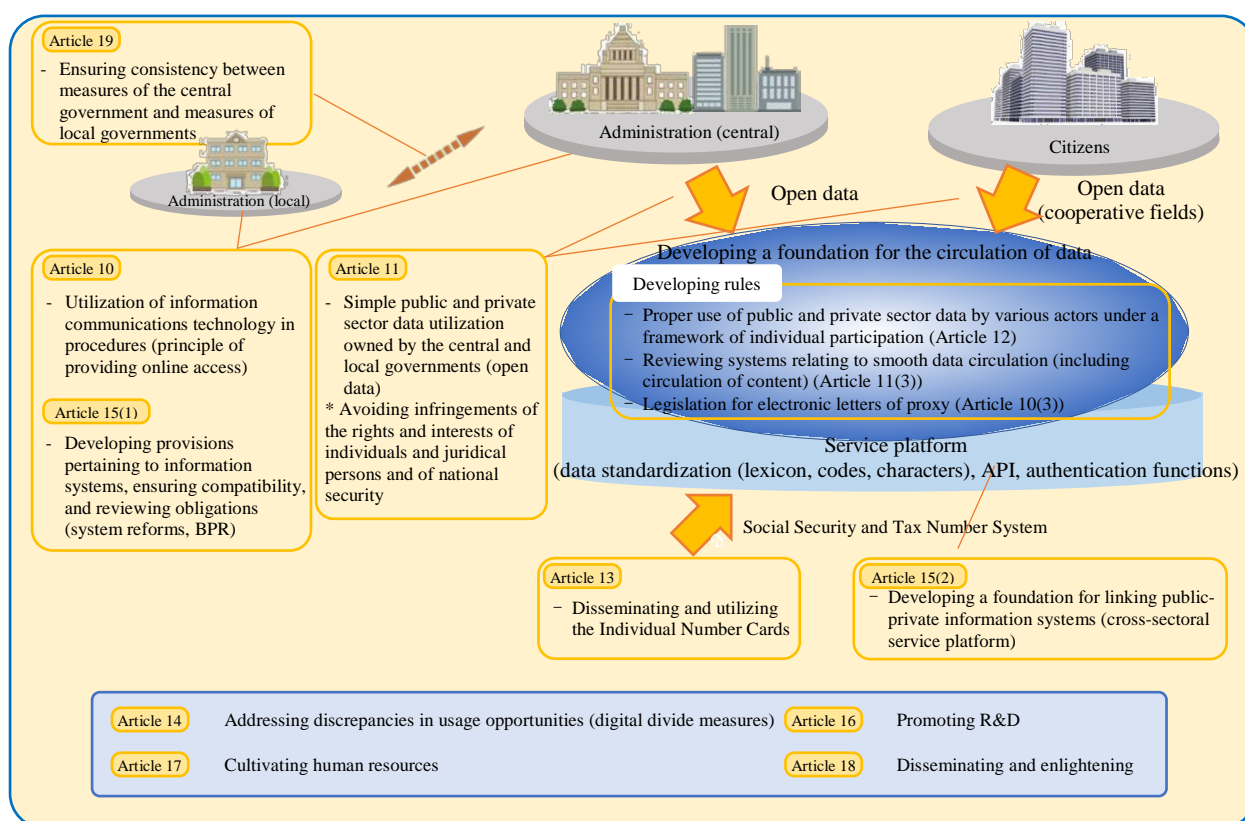 Article 19
- Ensuring consistency between
measures of the central
government and measures of
local governments
Administration (local)
Administration (central)
Citizens
Open data
Open data
(cooperative fields)
Article 10
- Utilization of information
communications technology in
procedures (principle of
providing online access)
Article 15(1)
- Developing provisions
pertaining to information
systems, ensuring compatibility,
and reviewing obligations
(system reforms, BPR)
Article 11
- Simple public and private
sector data utilization
owned by the central and
local governments (open
data)
* Avoiding infringements of
the rights and interests of
individuals and juridical
persons and of national
security
Developing a foundation for the circulation of data
Developing rules
− Proper use of public and private sector data by various actors under a
framework of individual participation (Article 12)
− Reviewing systems relating to smooth data circulation (including
circulation of content) (Article 11(3))
− Legislation for electronic letters of proxy (Article 10(3))
Service platform
(data standardization (lexicon, codes, characters), API, authentication functions)
Social Security and Tax Number System
Article 13
− Disseminating and utilizing
the Individual Number Cards
Article 15(2)
− Developing a foundation for linking public-
private information systems (cross-sectoral
service platform)
Article 14 Addressing discrepancies in usage opportunities (digital divide measures)
Article 16 Promoting R&D
Article 17 Cultivating human resources
Article 18 Disseminating and enlightening